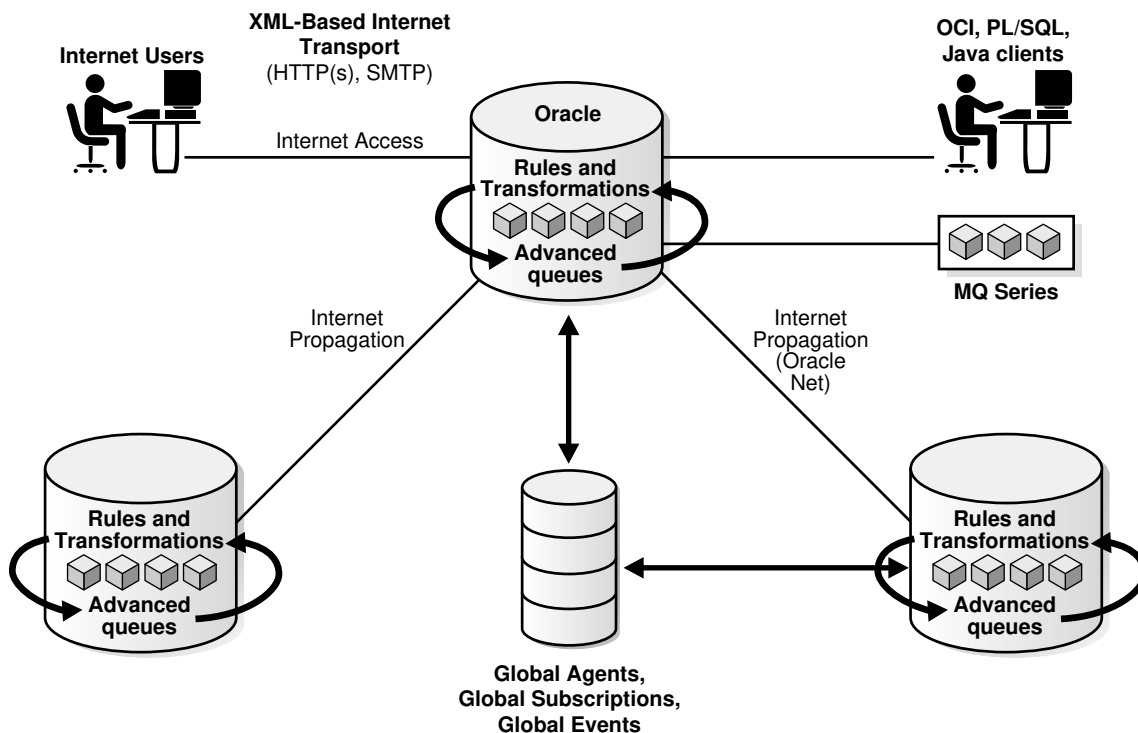 XML-Based Internet
Transport
(HTTP(s), SMTP)
Internet Users
OCI, PL/SQL,
Java clients
Oracle
Internet Access
Rules and
Transformations
Advanced
queues
MQ Series
Internet
Propagation
Internet
Propagation
(Oracle
Net)
Rules and
Transformations
Advanced
queues
Rules and
Transformations
Advanced
queues
Global Agents,
Global Subscriptions,
Global Events